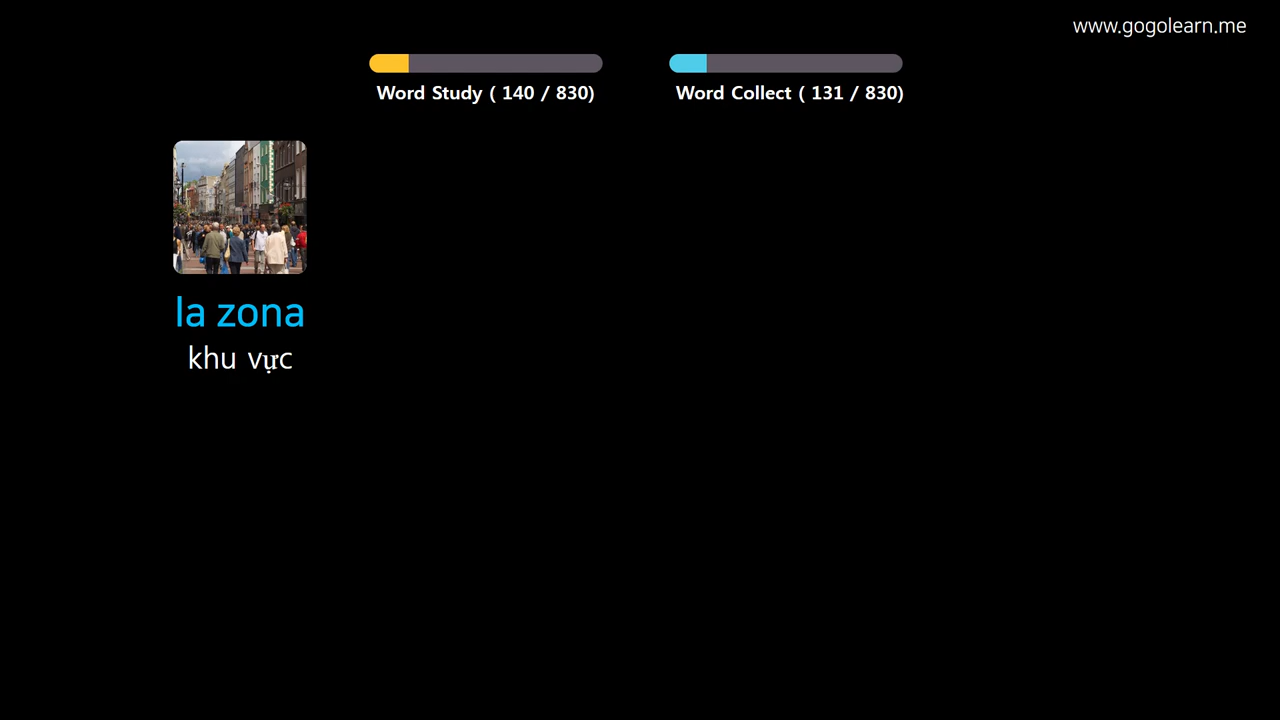 www.gogolearn.me
Word Study ( 140 / 830)
Word Collect ( 131 / 830)
la zona
khu vực